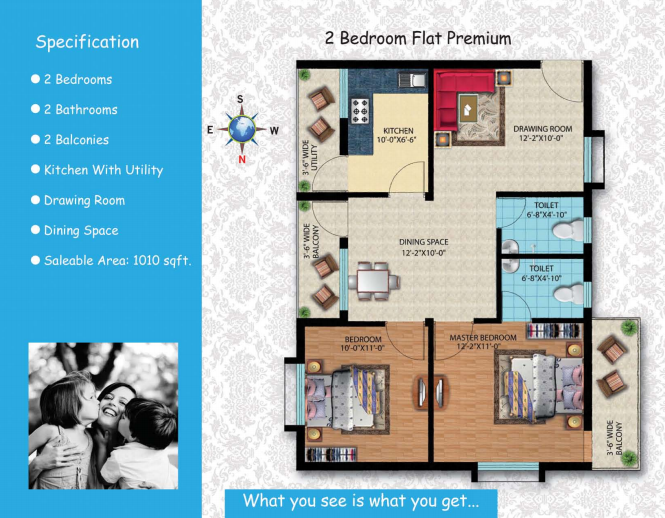 Specification
2 Bedrooms
2 Bathrooms
2 Balconies
Kitchen With Utility
Drawing Room
Dining Space
Saleable Area: 1010 sqft.
2 Bedroom Flat Premium
S
E
W
N
3'-6" WIDE
UTILITY
KITCHEN
10'-0"X6'-6"
DRAWING ROOM
12'-2"X10'-0"
3'-6" WIDE
BALCONY
DINING SPACE
12'-2"X10'-0"
TOILET
6'-8"X4'-10"
TOILET
6'-8"X4'-10"
BEDROOM
10'-0"X11'-0"
MASTER BEDROOM
12'-2"X11'-0"
3'-6" WIDE
BALCONY
What you see is what you get...